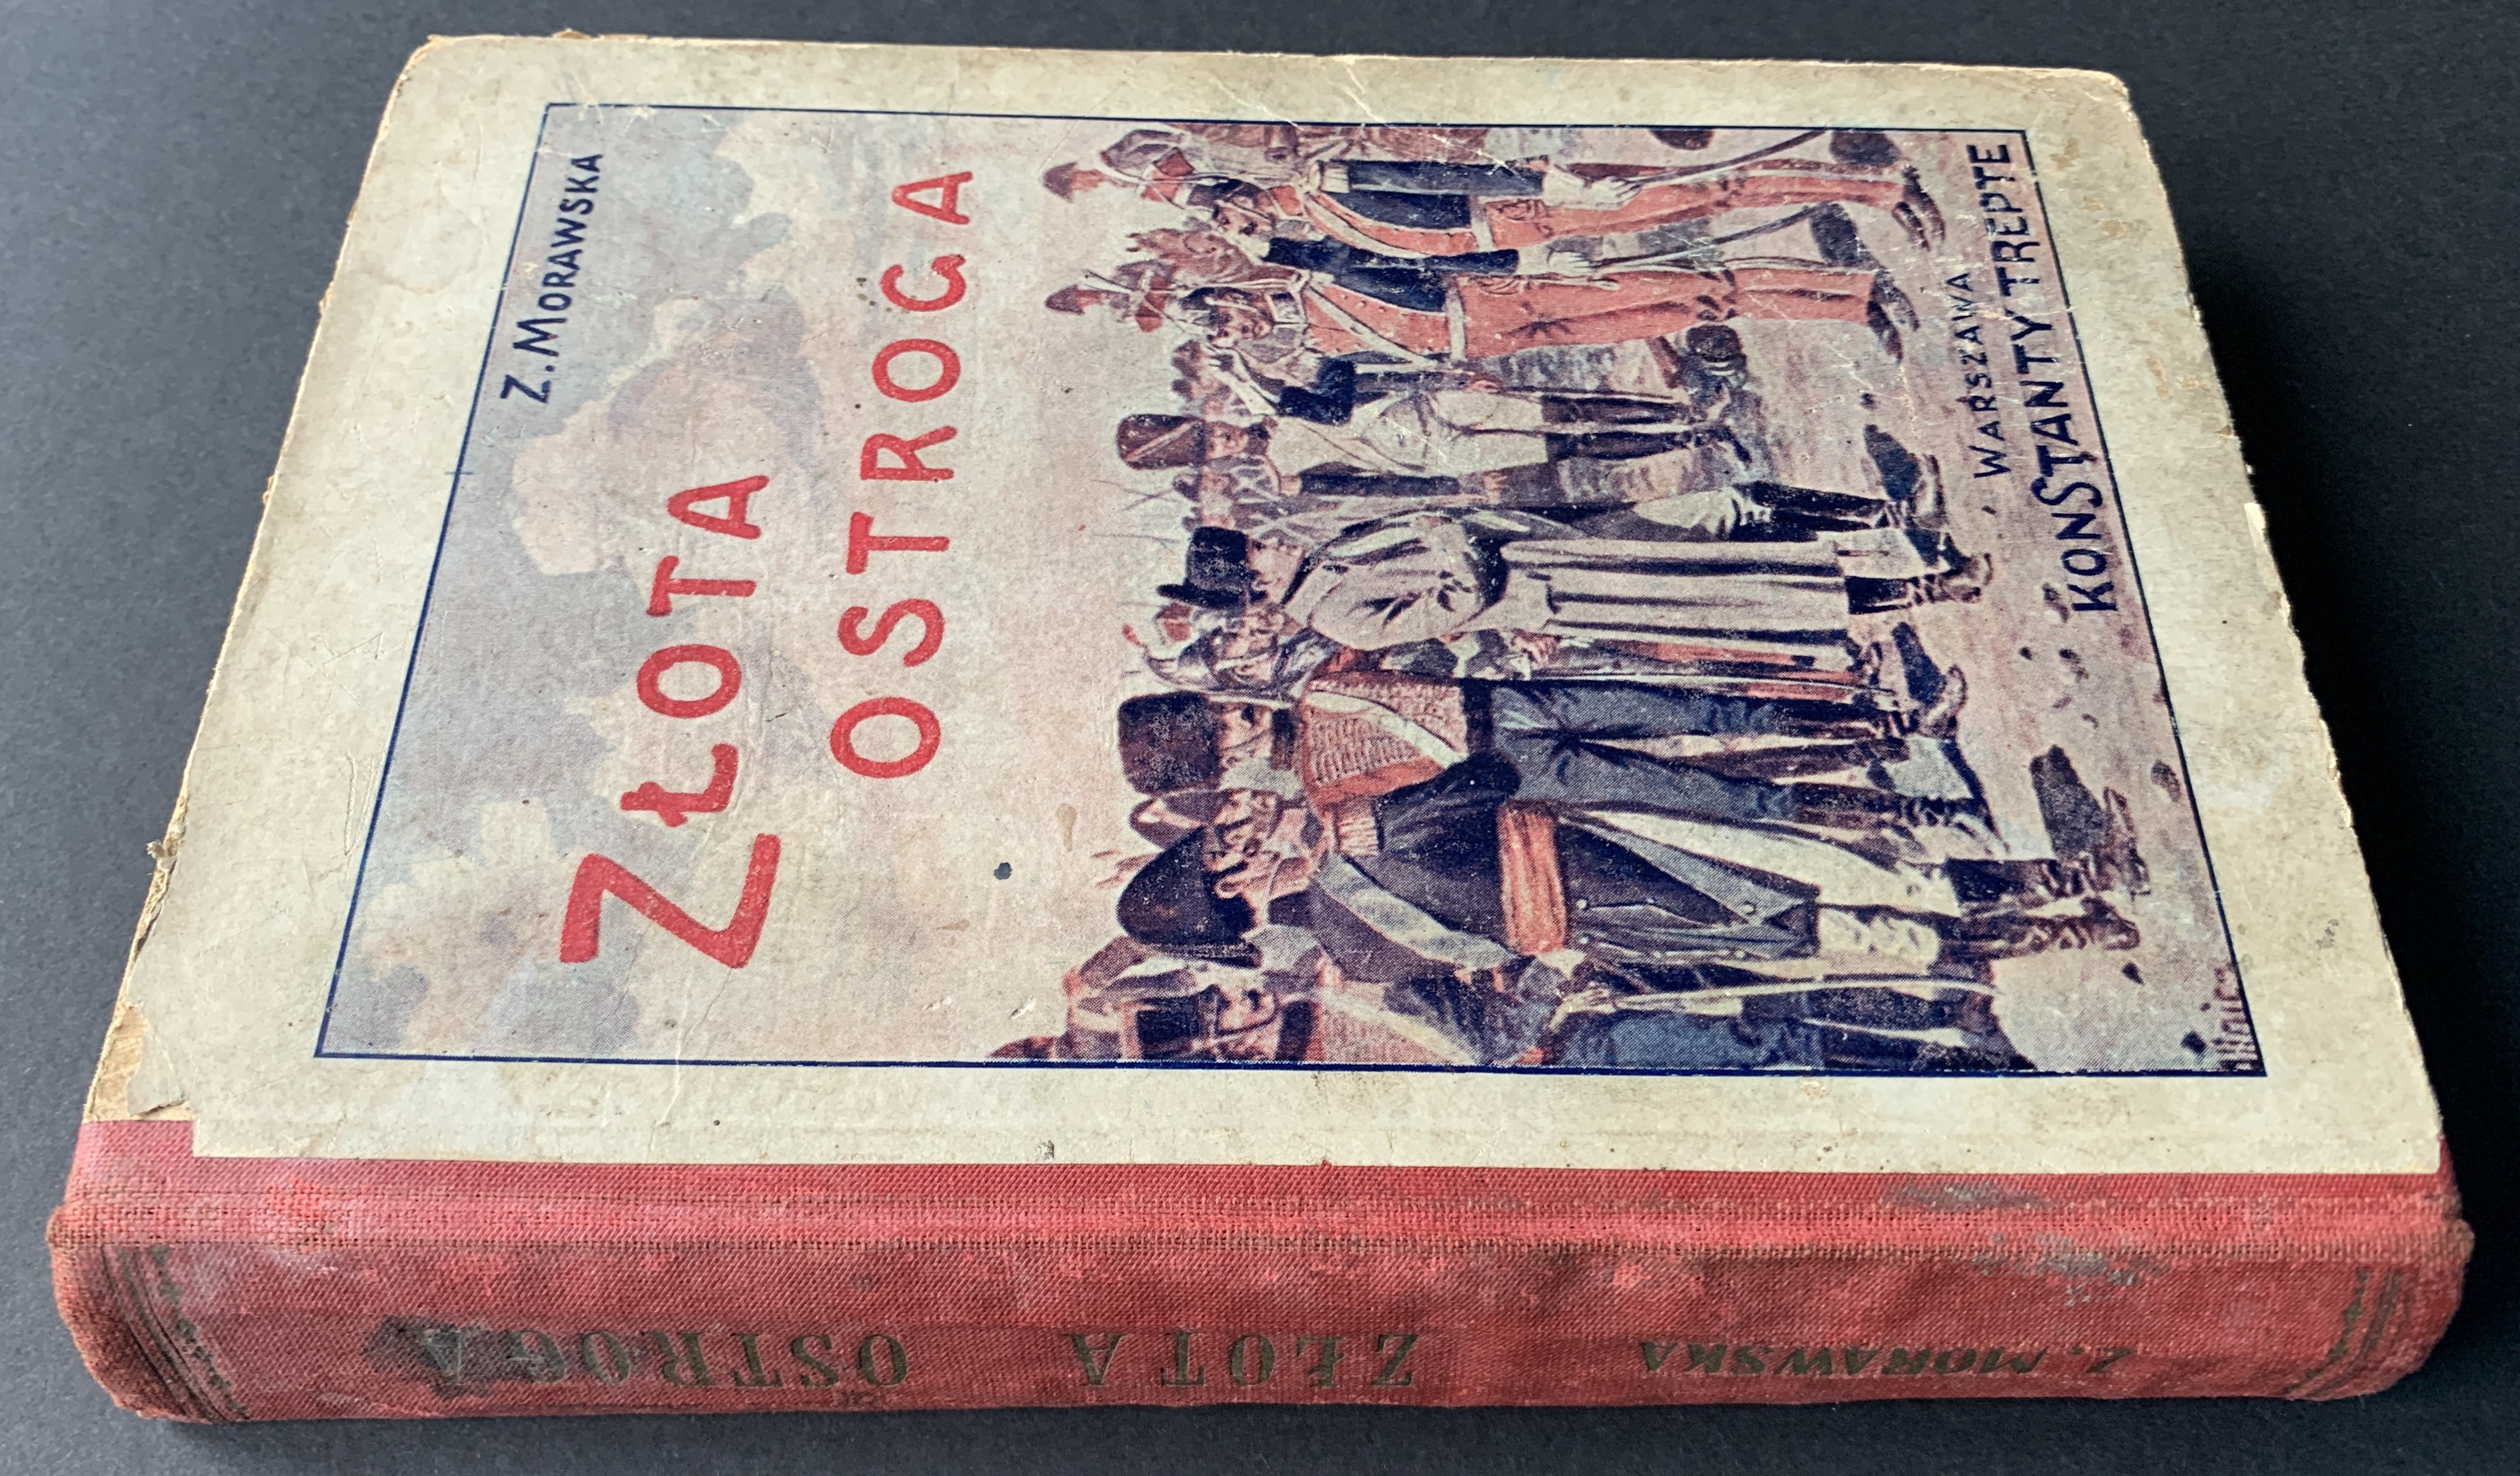 Z. MORAWSKA
ZŁOTA
OSTROGA
WARSZAWA
KONSTANTY TREPTE
Z. MORAWSKA ZŁOTA OSTROGA